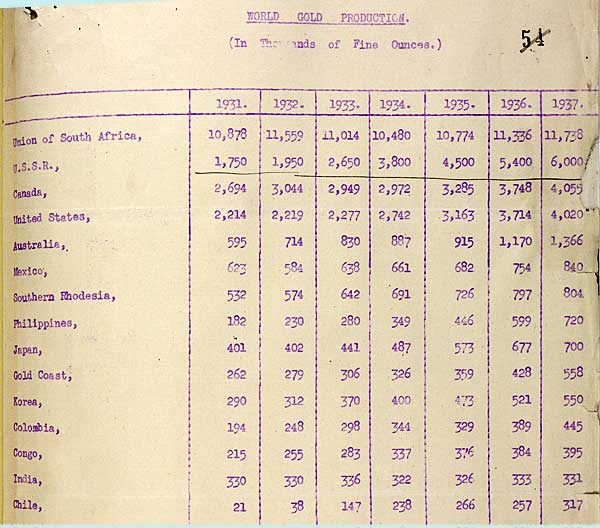 WORLD GOLD PRODUCTION.
(In Thousands of Fine Ounces.)
54
1931. 1932. 1933. 1934. 1935. 1936. 1937.
Union of South Africa, 10,878 11,559 11,014 10,480 10,774 11,336 11,738
U.S.S.R., 1,750 1,950 2,650 3,800 4,500 5,400 6,000
Canada, 2,694 3,044 2,949 2,972 3,285 3,748 4,055
United States, 2,214 2,219 2,277 2,742 3,163 3,714 4,020
Australia, 595 714 830 887 915 1,170 1,366
Mexico, 623 584 638 661 682 754 840
Southern Rhodesia, 532 574 642 691 726 797 804
Philippines, 182 230 280 349 446 599 720
Japan, 401 402 441 487 573 677 700
Gold Coast, 262 279 306 326 359 428 558
Korea, 290 312 370 400 473 521 550
Colombia, 194 248 298 344 329 389 445
Congo, 215 255 283 337 376 384 395
India, 330 330 336 322 326 333 331
Chile, 21 38 147 238 266 257 317